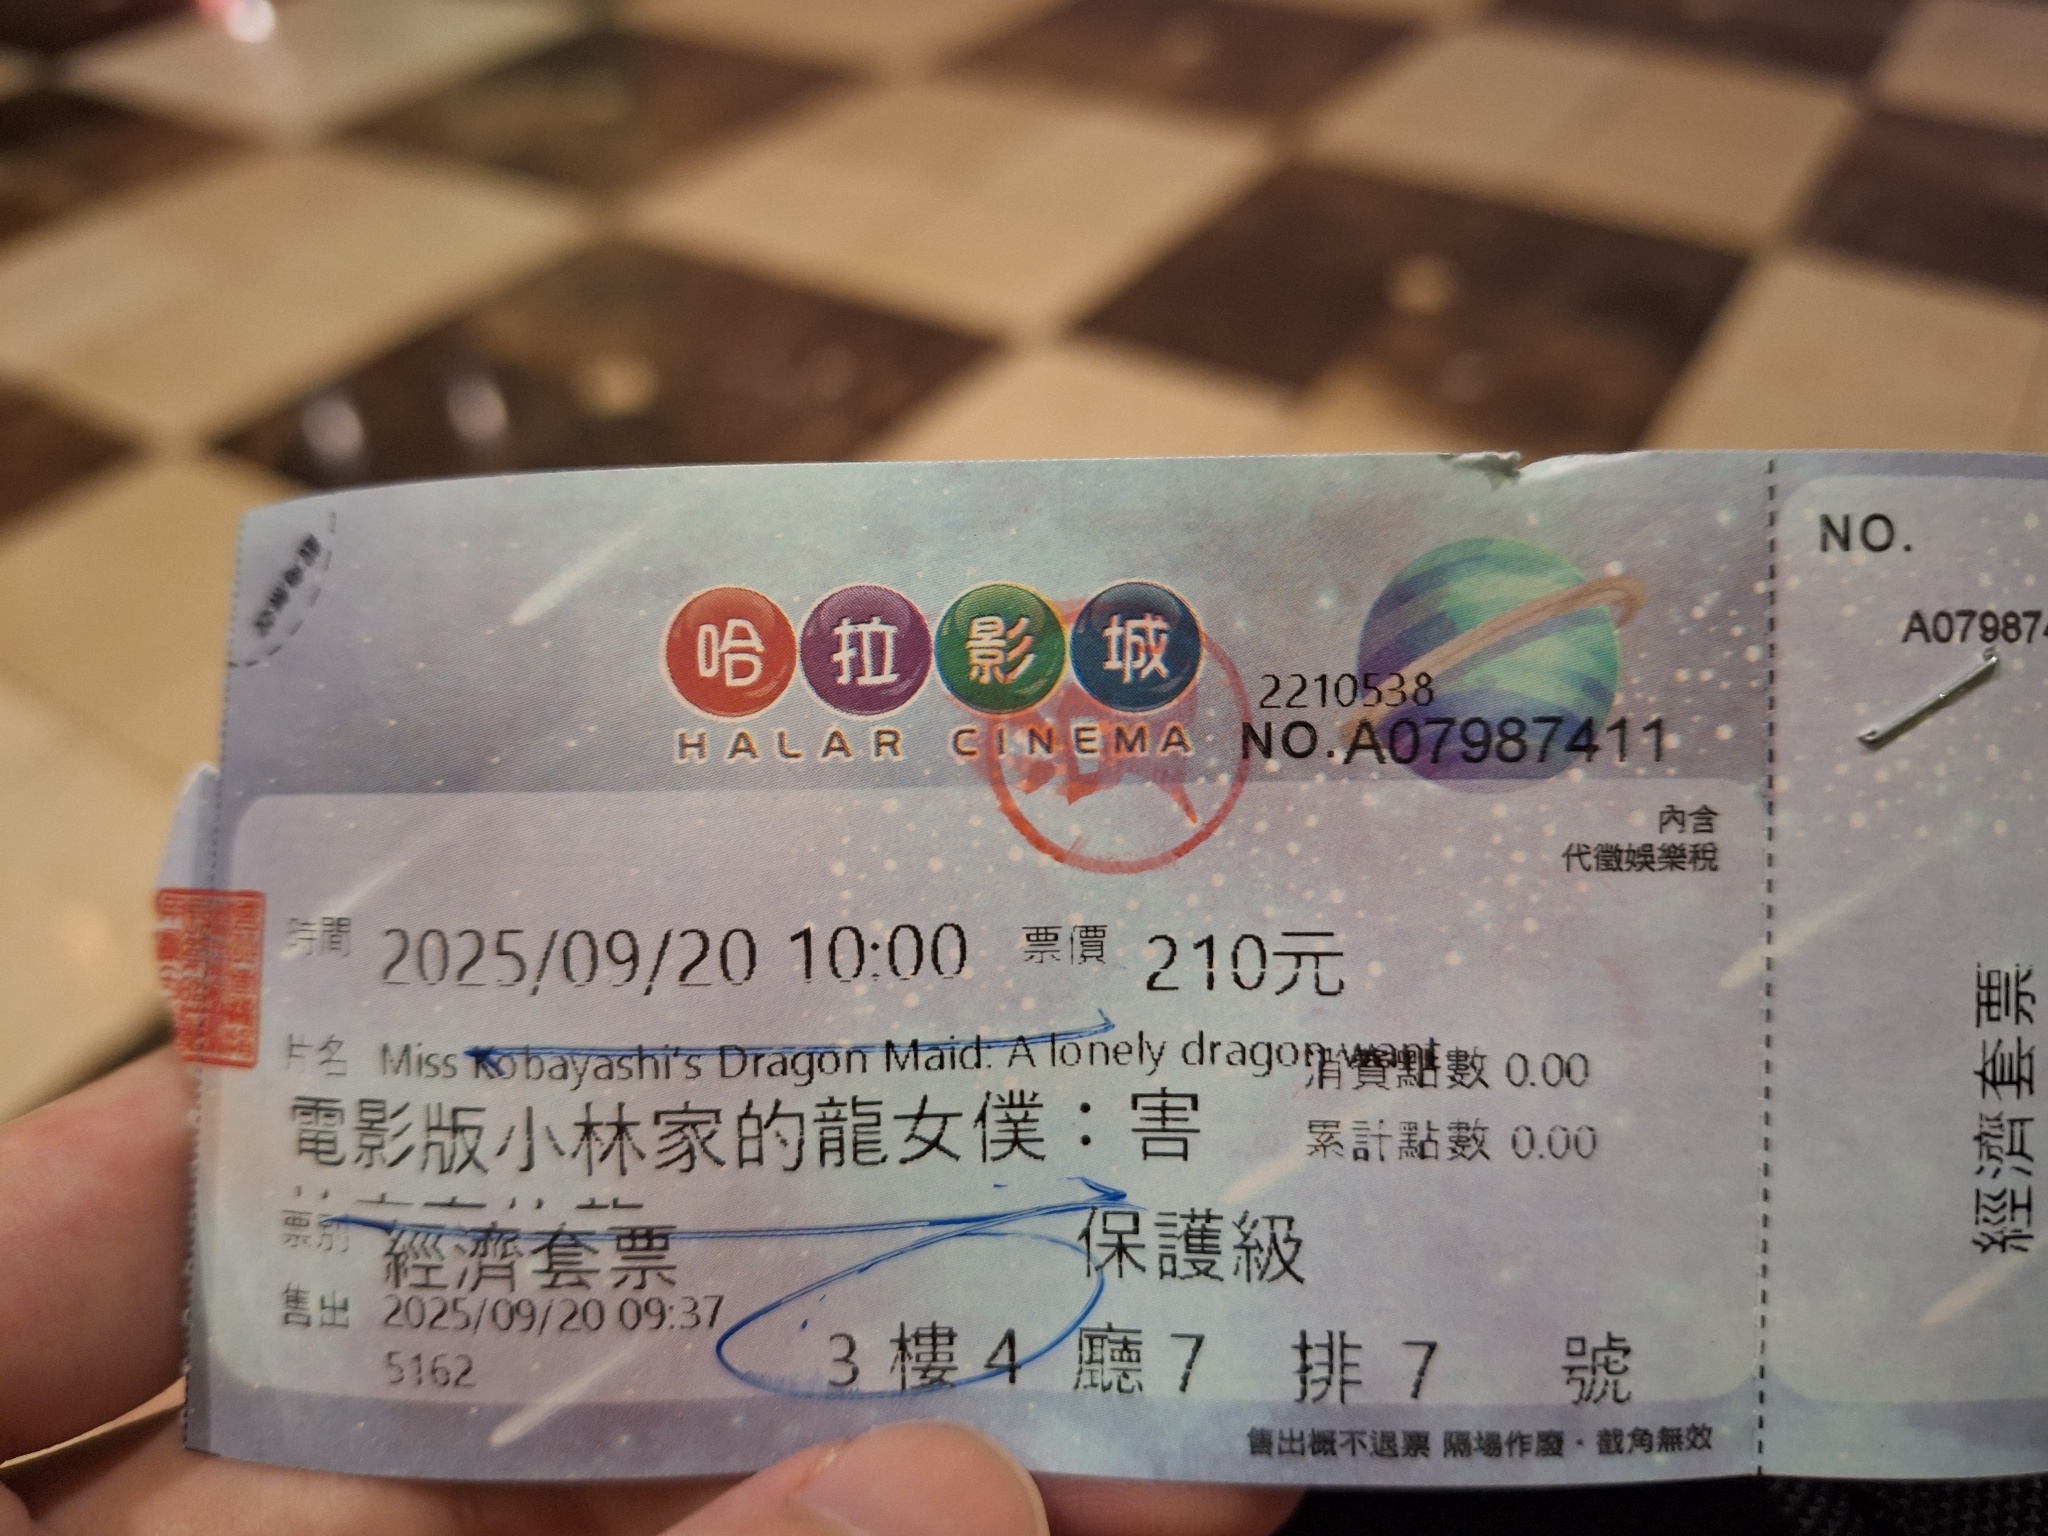 哈拉影城
HALAR CINEMA
2210538
NO.A07987411
內含
代徵娛樂稅
時間 2025/09/20 10:00 票價 210元
片名 Miss Kobayashi's Dragon Maid: A lonely dragon want
消費點數 0.00
電影版小林家的龍女僕：害
累計點數 0.00
票別 經濟套票 保護級
售出 2025/09/20 09:37
5162
3 樓 4 廳 7 排 7 號
售出概不退票 隔場作廢·截角無效
NO.
A07987
經濟套票